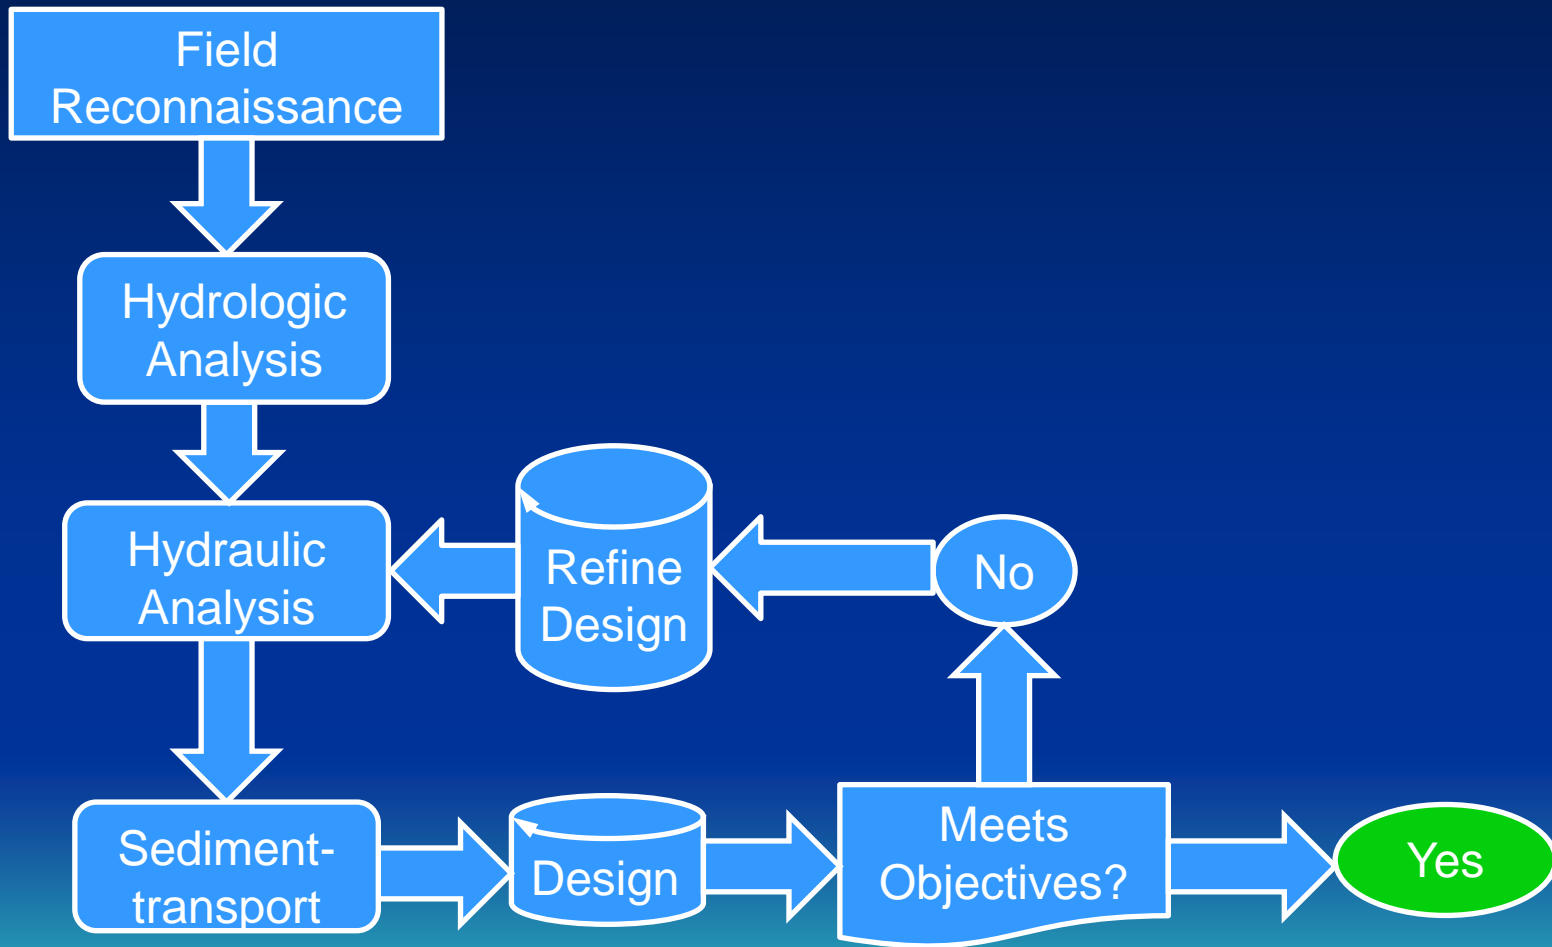 Field
Reconnaissance
Hydrologic
Analysis
Hydraulic
Analysis
Refine
Design
No
Sediment-
transport
Design
Meets
Objectives?
Yes